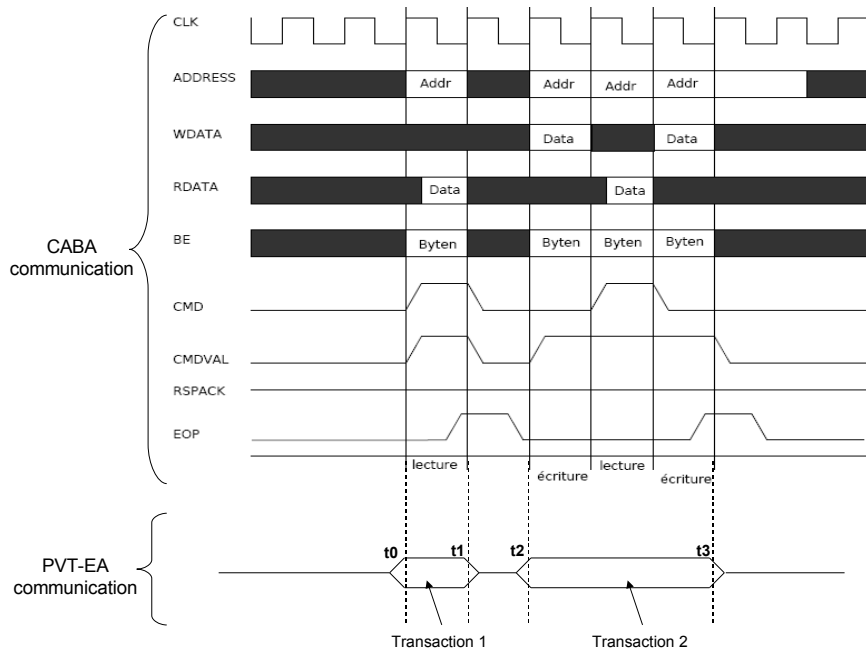 CLK
ADDRESS
Addr Addr Addr Addr
WDATA
Data Data
RDATA
Data Data
BE
Byten Byten Byten Byten
CABA
communication
CMD
CMDVAL
RSPACK
EOP
lecture écriture lecture écriture
PVT-EA
communication
t0 t1 t2 t3
Transaction 1 Transaction 2